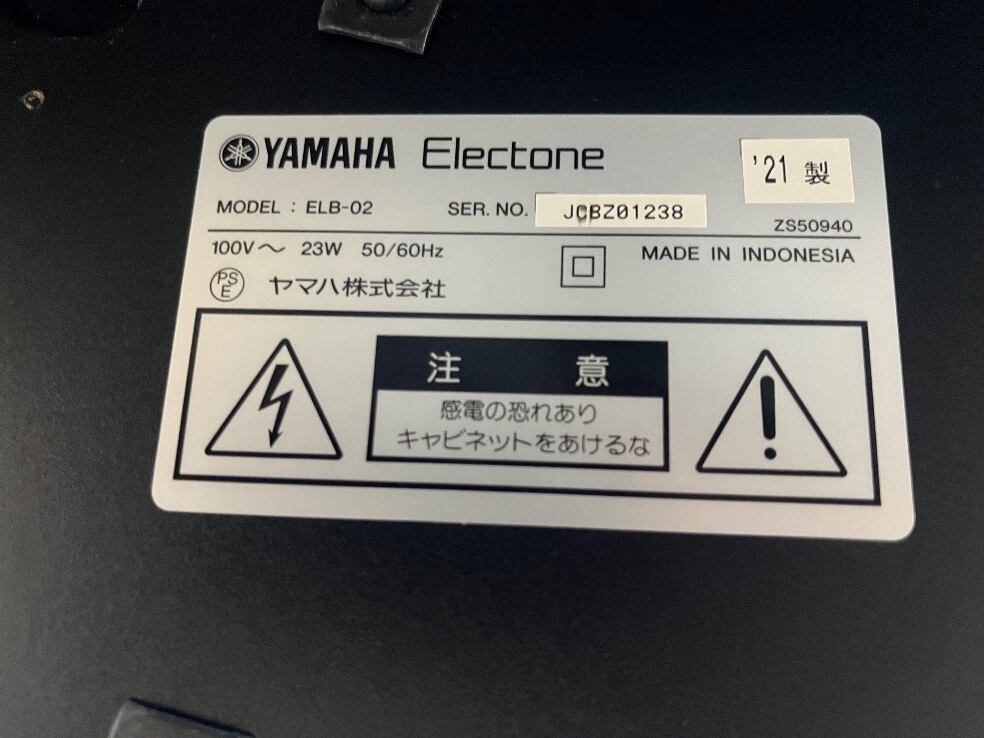 YAMAHA Electone
'21 製
MODEL : ELB-02 SER. NO. JCBZ01238
ZS50940
100V～ 23W 50/60Hz
MADE IN INDONESIA
PS
E
ヤマハ株式会社
注意
感電の恐れあり
キャビネットをあけるな